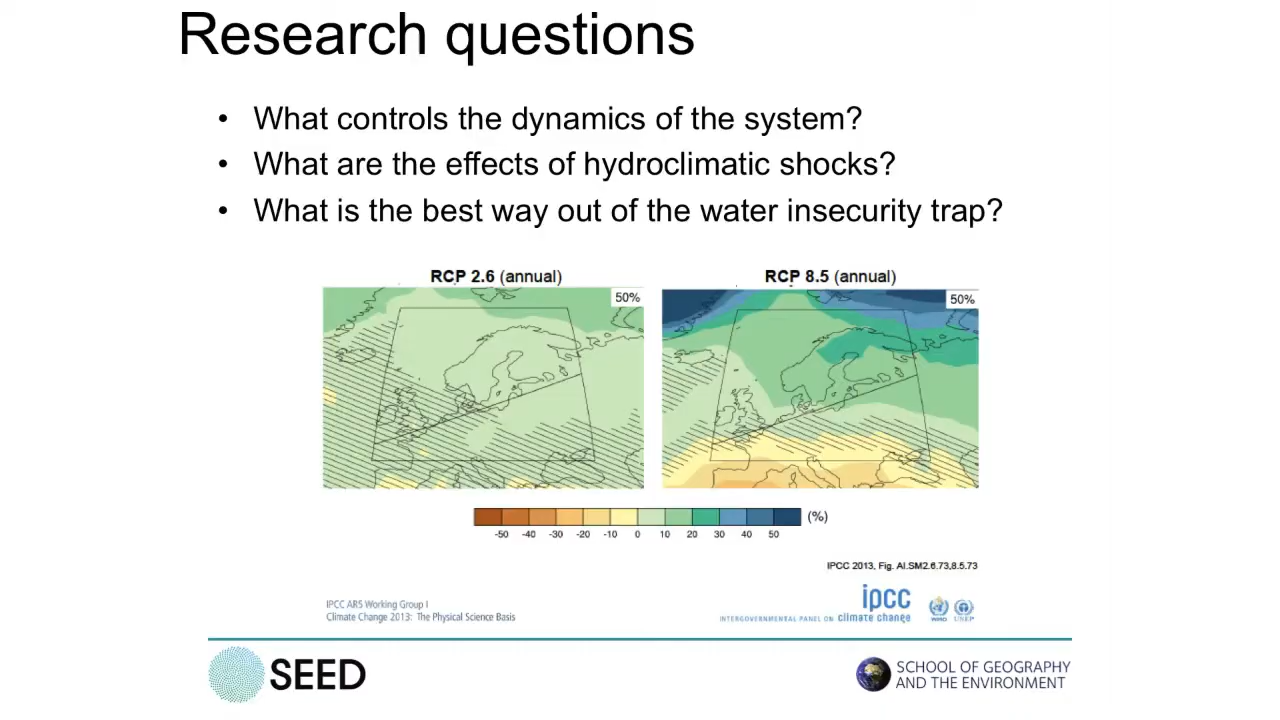 Research questions
• What controls the dynamics of the system?
• What are the effects of hydroclimatic shocks?
• What is the best way out of the water insecurity trap?
RCP 2.6 (annual)
RCP 8.5 (annual)
50%
50%
-50 -40 -30 -20 -10 0 10 20 30 40 50
(%)
IPCC 2013, Fig. AI.SM2.6.73,8.5.73
IPCC AR5 Working Group I
Climate Change 2013: The Physical Science Basis
ipcc
INTERGOVERNMENTAL PANEL ON climate change
WMO UNEP
SEED
SCHOOL OF GEOGRAPHY
AND THE ENVIRONMENT